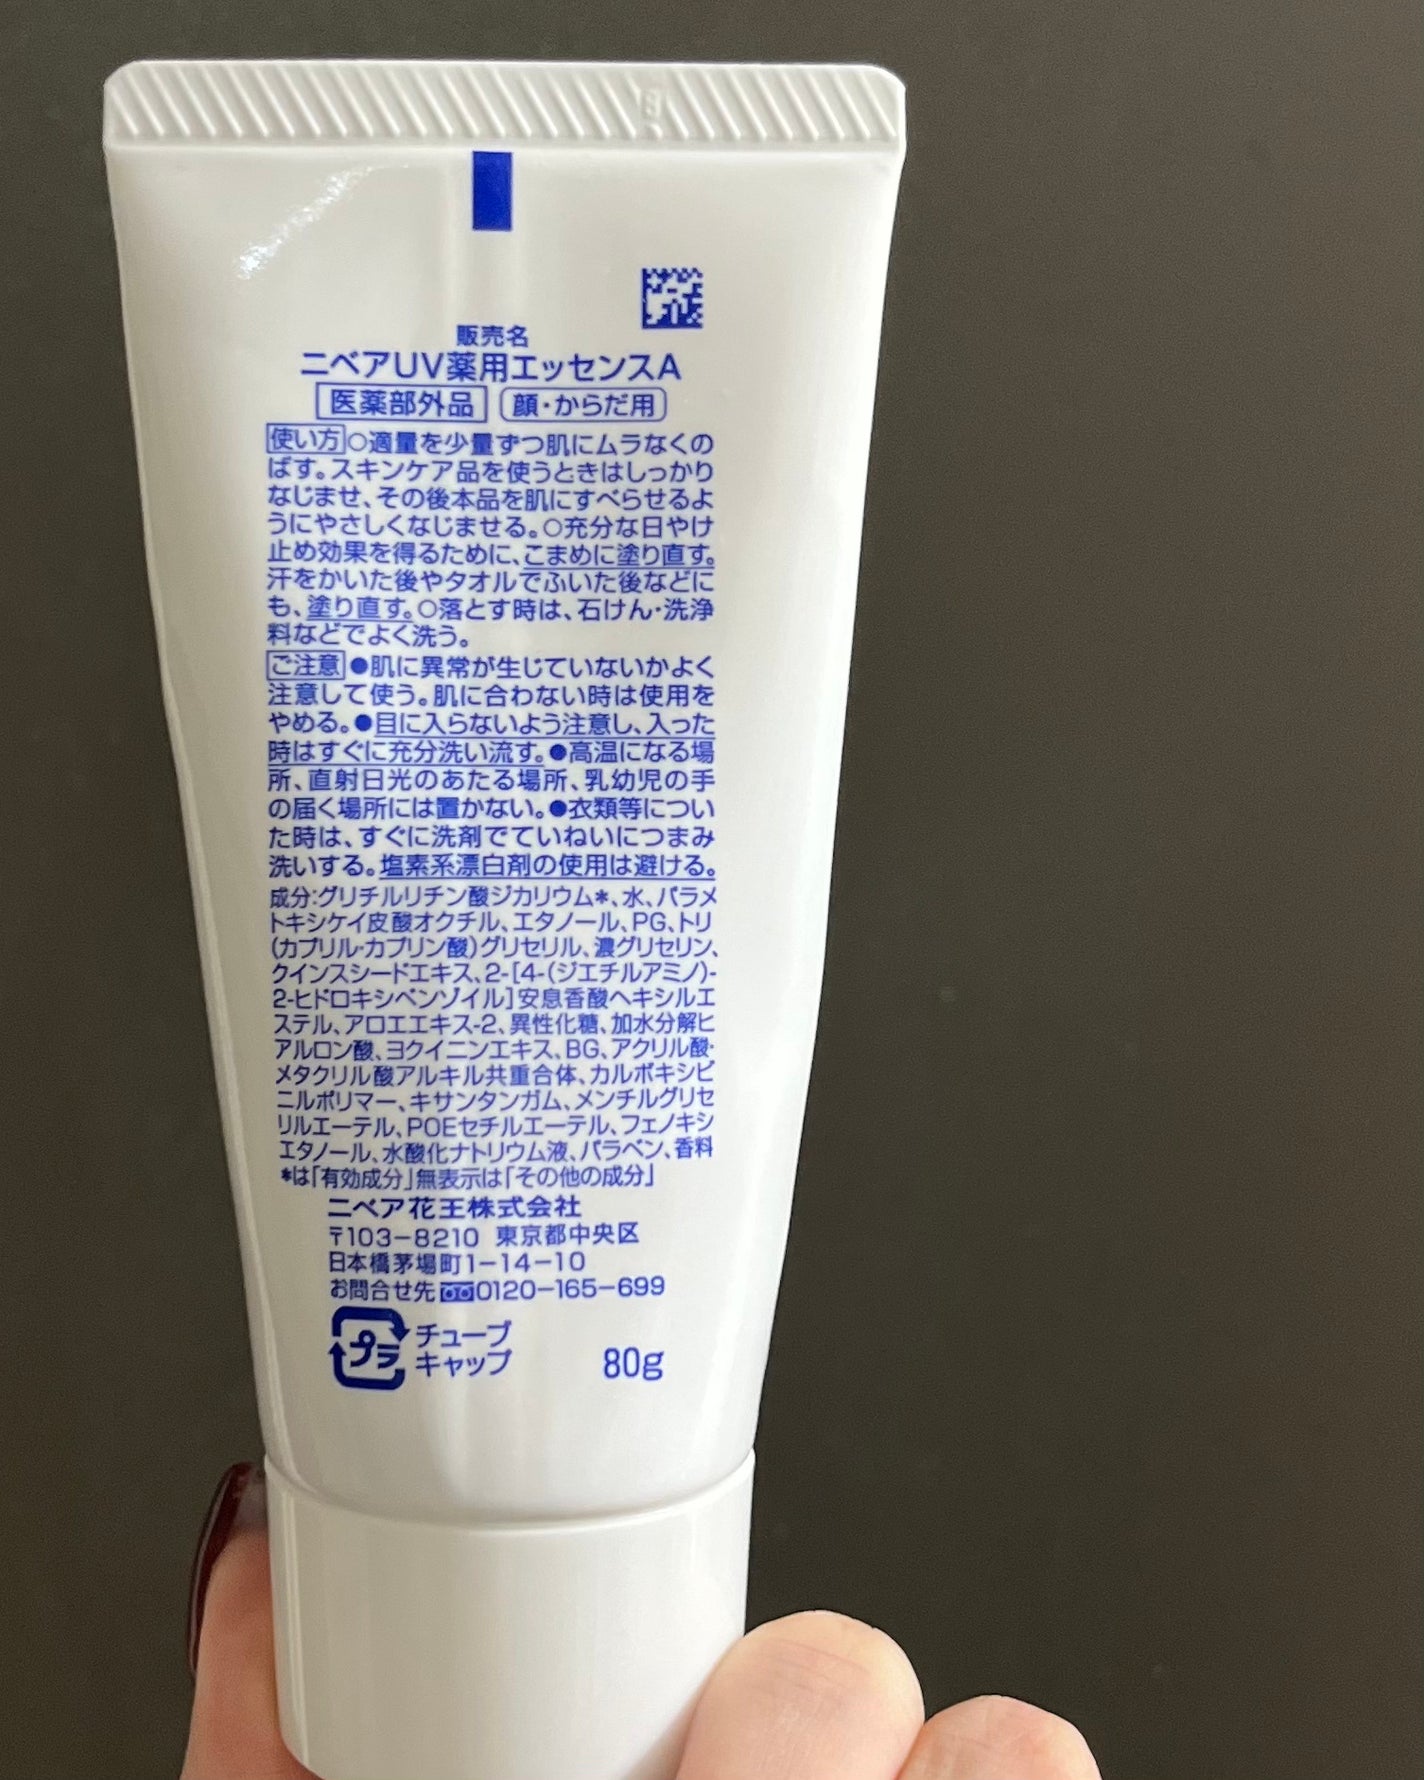 販売名
ニベアUV薬用エッセンスA
医薬部外品 顔・からだ用
使い方○適量を少量ずつ肌にムラなくの
ばす。スキンケア品を使うときはしっかり
なじませ、その後本品を肌にすべらせるよ
うにやさしくなじませる。○充分な日やけ
止め効果を得るために、こまめに塗り直す。
汗をかいた後やタオルでふいた後などに
も、塗り直す。○落とす時は、石けん・洗浄
料などでよく洗う。
ご注意●肌に異常が生じていないかよく
注意して使う。肌に合わない時は使用を
やめる。●目に入らないよう注意し、入った
時はすぐに充分洗い流す。●高温になる場
所、直射日光のあたる場所、乳幼児の手
の届く場所には置かない。●衣類等につい
た時は、すぐに洗剤でていねいにつまみ
洗いする。塩素系漂白剤の使用は避ける。
成分:グリチルリチン酸ジカリウム*、水、パラメ
トキシケイ皮酸オクチル、エタノール、PG、トリ
(カプリル・カプリン酸)グリセリル、濃グリセリン、
クインスシードエキス、2-[4-(ジエチルアミノ)-
2-ヒドロキシベンゾイル]安息香酸ヘキシルエ
ステル、アロエエキス-2、異性化糖、加水分解ヒ
アルロン酸、ヨクイニンエキス、BG、アクリル酸・
メタクリル酸アルキル共重合体、カルボキシビ
ニルポリマー、キサンタンガム、メンチルグリセ
リルエーテル、POEセチルエーテル、フェノキシ
エタノール、水酸化ナトリウム液、パラベン、香料
*は「有効成分」無表示は「その他の成分」
ニベア花王株式会社
〒103-8210 東京都中央区
日本橋茅場町1-14-10
お問合せ先 0120-165-699
プラ チューブ
キャップ 80g